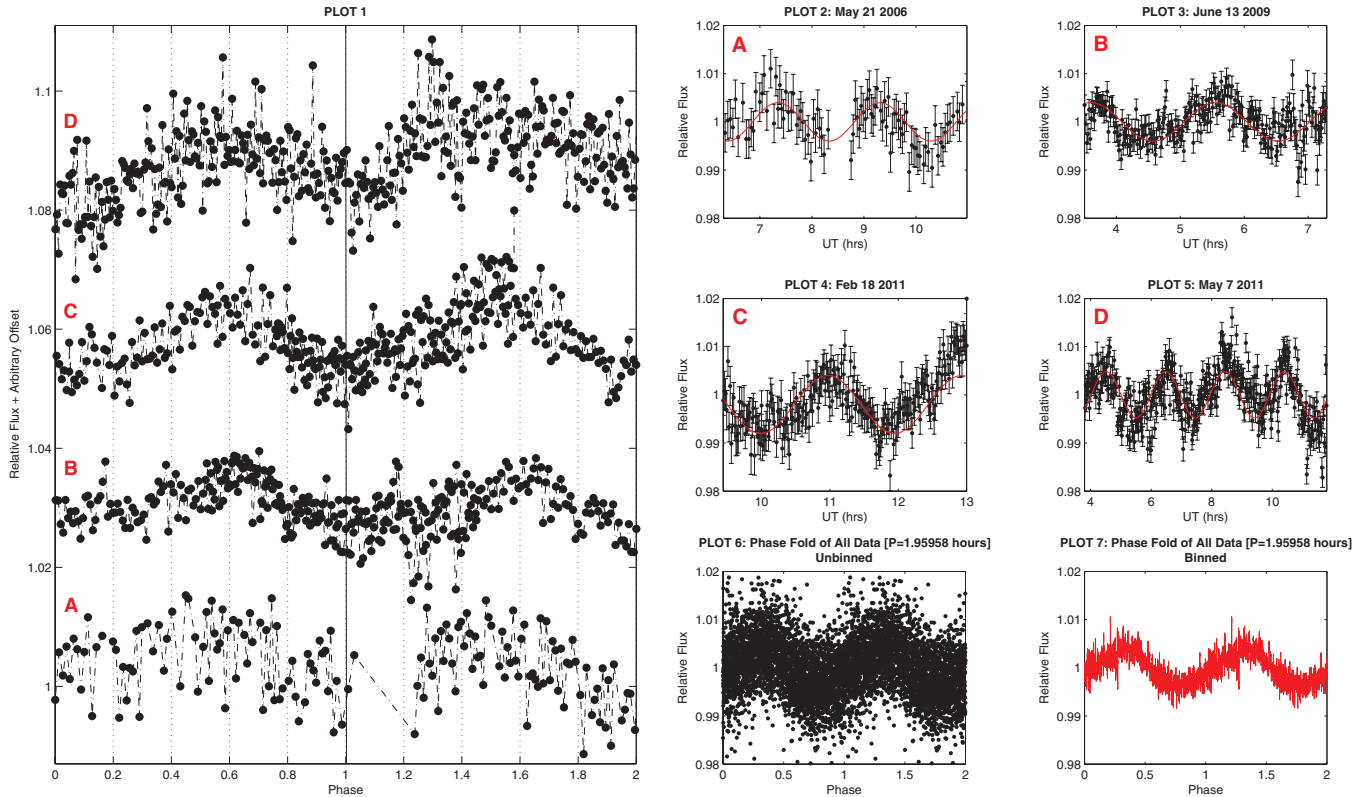 PLOT 1
Relative Flux + Arbitrary Offset
1.1
1.08
1.06
1.04
1.02
1
D
C
B
A
0 0.2 0.4 0.6 0.8 1 1.2 1.4 1.6 1.8 2
Phase
PLOT 2: May 21 2006
A
Relative Flux
1.02
1.01
1
0.99
0.98
7 8 9 10
UT (hrs)
PLOT 3: June 13 2009
B
Relative Flux
1.02
1.01
1
0.99
0.98
4 5 6 7
UT (hrs)
PLOT 4: Feb 18 2011
C
Relative Flux
1.02
1.01
1
0.99
0.98
10 11 12 13
UT (hrs)
PLOT 5: May 7 2011
D
Relative Flux
1.02
1.01
1
0.99
0.98
4 6 8 10
UT (hrs)
PLOT 6: Phase Fold of All Data [P=1.95958 hours]
Unbinned
Relative Flux
1.02
1.01
1
0.99
0.98
0 0.5 1 1.5 2
Phase
PLOT 7: Phase Fold of All Data [P=1.95958 hours]
Binned
Relative Flux
1.02
1.01
1
0.99
0.98
0 0.5 1 1.5 2
Phase